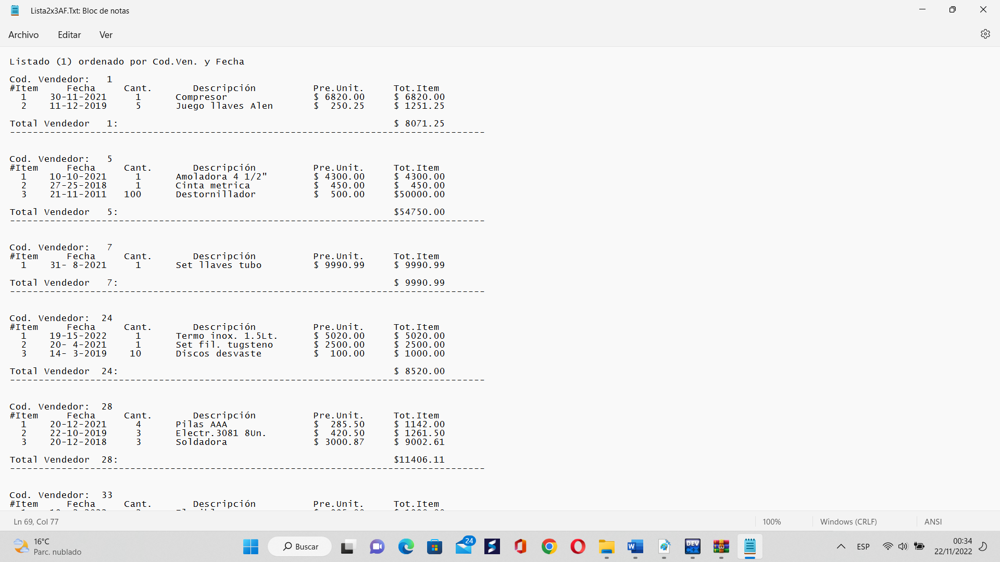 Lista2x3AF.Txt: Bloc de notas
Archivo Editar Ver
Listado (1) ordenado por Cod.Ven. y Fecha
Cod. Vendedor:   1
#Item     Fecha     Cant.       Descripción          Pre.Unit.     Tot.Item
1    30-11-2021     1      Compresor               $ 6820.00     $ 6820.00
2    11-12-2019     5      Juego llaves Alen       $  250.25     $ 1251.25
Total Vendedor   1:                                                $ 8071.25
-----------------------------------------------------------------------------------
Cod. Vendedor:   5
#Item     Fecha     Cant.       Descripción          Pre.Unit.     Tot.Item
1    10-10-2021     1      Amoladora 4 1/2"        $ 4300.00     $ 4300.00
2    27-25-2018     1      Cinta metrica           $  450.00     $  450.00
3    21-11-2011   100      Destornillador          $  500.00     $50000.00
Total Vendedor   5:                                                $54750.00
-----------------------------------------------------------------------------------
Cod. Vendedor:   7
#Item     Fecha     Cant.       Descripción          Pre.Unit.     Tot.Item
1    31- 8-2021     1      Set llaves tubo         $ 9990.99     $ 9990.99
Total Vendedor   7:                                                $ 9990.99
-----------------------------------------------------------------------------------
Cod. Vendedor:  24
#Item     Fecha     Cant.       Descripción          Pre.Unit.     Tot.Item
1    19-15-2022     1      Termo inox. 1.5Lt.      $ 5020.00     $ 5020.00
2    20- 4-2021     1      Set fil. tugsteno       $ 2500.00     $ 2500.00
3    14- 3-2019    10      Discos desvaste         $  100.00     $ 1000.00
Total Vendedor  24:                                                $ 8520.00
-----------------------------------------------------------------------------------
Cod. Vendedor:  28
#Item     Fecha     Cant.       Descripción          Pre.Unit.     Tot.Item
1    20-12-2021     4      Pilas AAA               $  285.50     $ 1142.00
2    22-10-2019     3      Electr.3081 8Un.        $  420.50     $ 1261.50
3    20-12-2018     3      Soldadora               $ 3000.87     $ 9002.61
Total Vendedor  28:                                                $11406.11
-----------------------------------------------------------------------------------
Cod. Vendedor:  33
#Item     Fecha     Cant.       Descripción          Pre.Unit.     Tot.Item
Ln 69, Col 77 100% Windows (CRLF) ANSI
16°C
Parc. nublado
Buscar
24
DEV
C++
ESP
00:34
22/11/2022